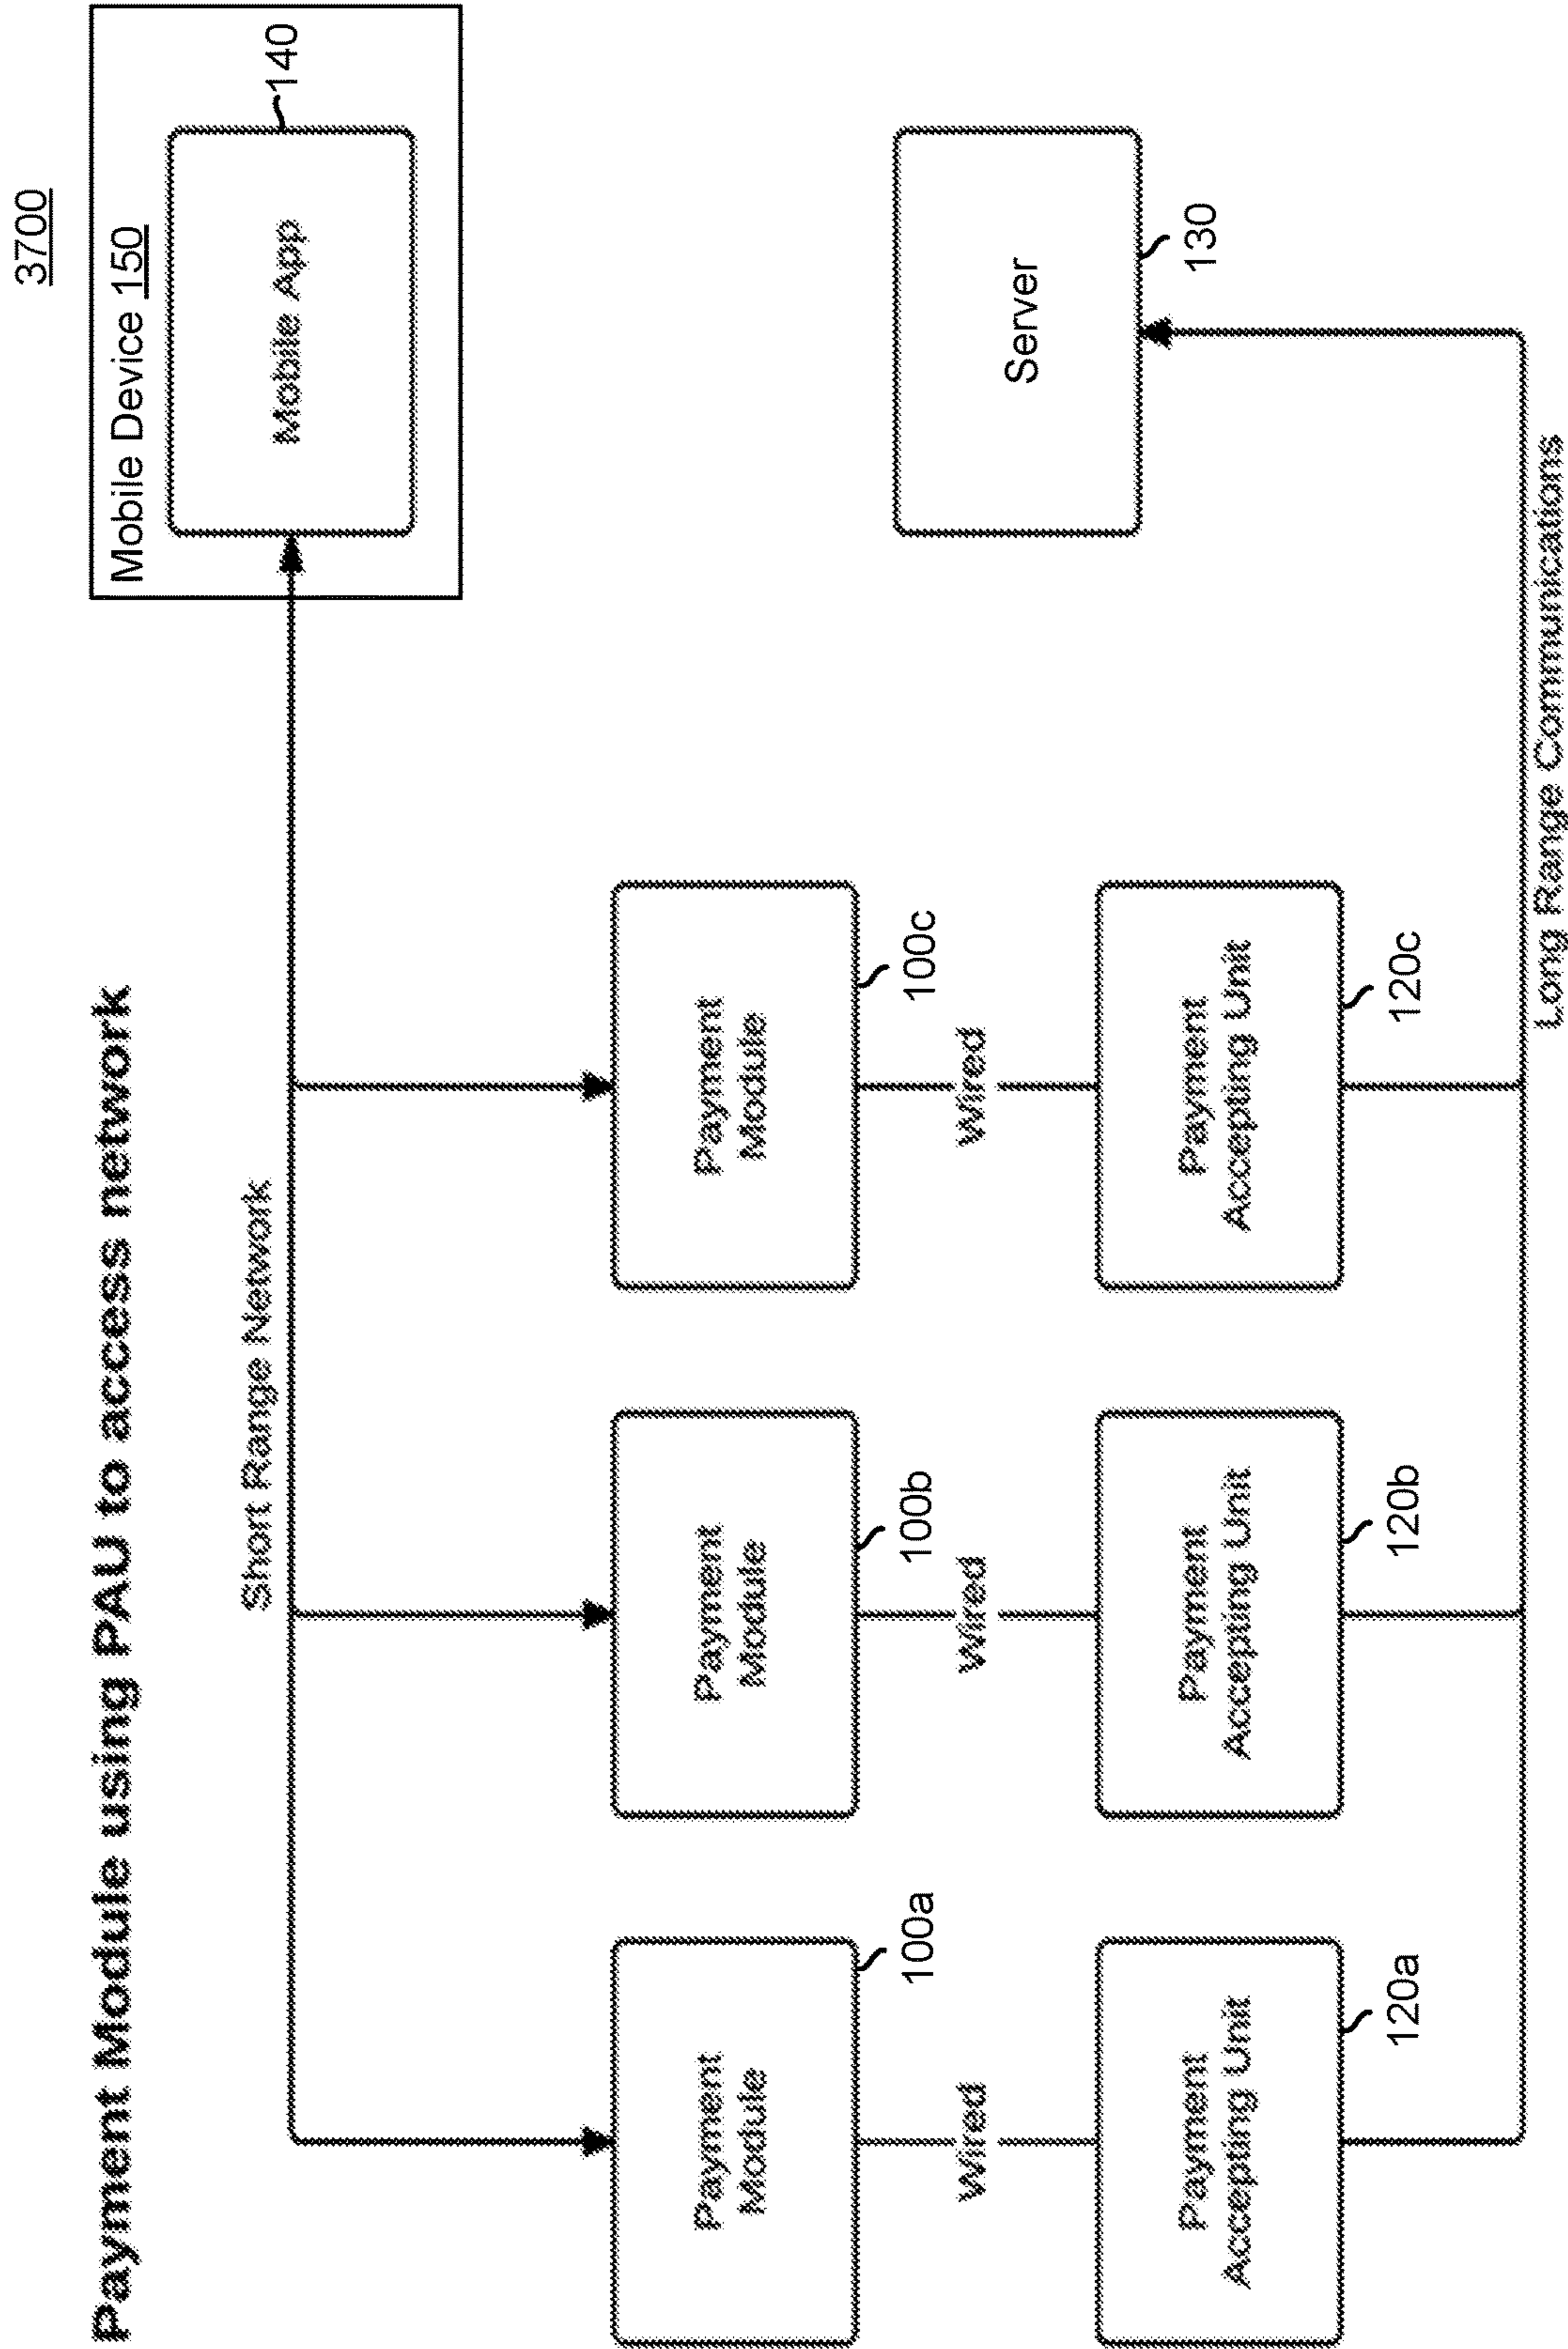 3700
Payment Module using PAU to access network
Mobile Device 150
Short Range Network
Mobile App
140
Payment
Module
Payment
Module
Payment
Module
100a
100b
100c
Server
Wired
Wired
Wired
130
Payment
Accepting Unit
Payment
Accepting Unit
Payment
Accepting Unit
120a
120b
120c
Long Range Communications